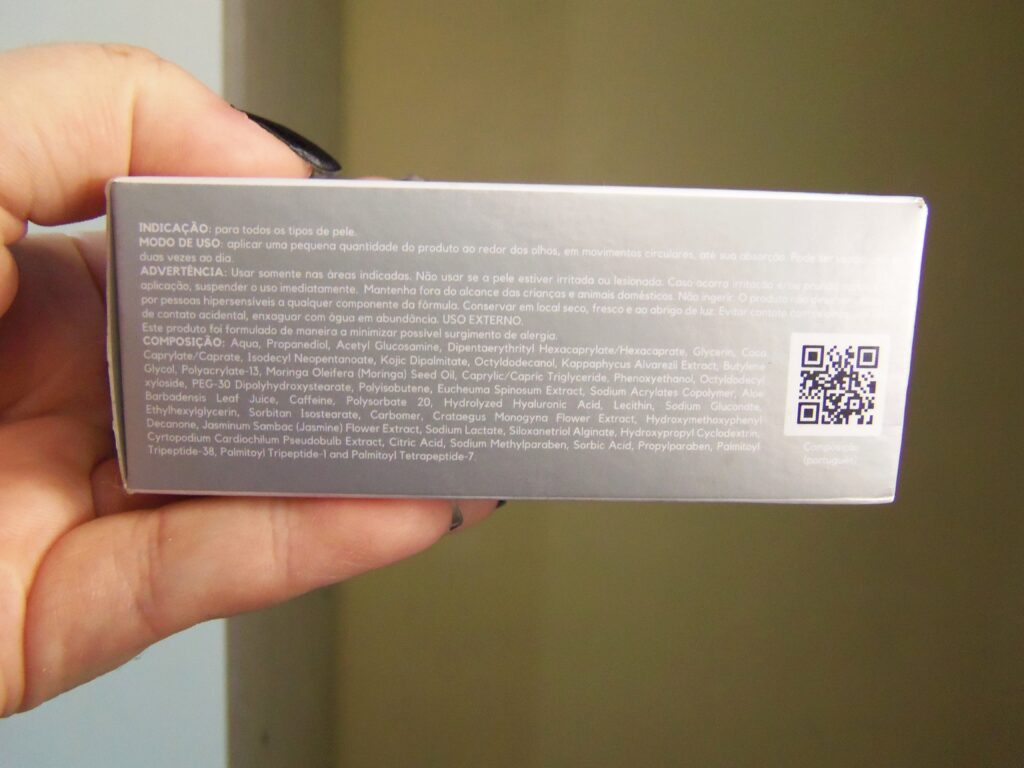 INDICAÇÃO: para todos os tipos de pele.
MODO DE USO: aplicar uma pequena quantidade do produto ao redor dos olhos, em movimentos circulares, até sua absorção. Pode ser
duas vezes ao dia.
ADVERTÊNCIA: Usar somente nas áreas indicadas. Não usar se a pele estiver irritada ou lesionada. Caso ocorra irritação e/ou prurido
aplicação, suspender o uso imediatamente. Mantenha fora do alcance das crianças e animais domésticos. Não ingerir. O produto não deve ser
por pessoas hipersensíveis a qualquer componente da fórmula. Conservar em local seco, fresco e ao abrigo de luz. Evitar contato com
de contato acidental, enxaguar com água em abundância. USO EXTERNO.
Este produto foi formulado de maneira a minimizar possível surgimento de alergia.
COMPOSIÇÃO: Aqua, Propanediol, Acetyl Glucosamine, Dipentaerythrityl Hexacaprylate/Hexacaprate, Glycerin, Coco
Caprylate/Caprate, Isodecyl Neopentanoate, Kojic Dipalmitate, Octyldodecanol, Kappaphycus Alvarezii Extract, Butylene
Glycol, Polyacrylate-13, Moringa Oleifera (Moringa) Seed Oil, Caprylic/Capric Triglyceride, Phenoxyethanol, Octyldodecyl
xyloside, PEG-30 Dipolyhydroxystearate, Polyisobutene, Eucheuma Spinosum Extract, Sodium Acrylates Copolymer, Aloe
Barbadensis Leaf Juice, Caffeine, Polysorbate 20, Hydrolyzed Hyaluronic Acid, Lecithin, Sodium Gluconate,
Ethylhexylglycerin, Sorbitan Isostearate, Carbomer, Crataegus Monogyna Flower Extract, Hydroxymethoxyphenyl
Decanone, Jasminum Sambac (Jasmine) Flower Extract, Sodium Lactate, Siloxanetriol Alginate, Hydroxypropyl Cyclodextrin,
Cyrtopodium Cardiochilum Pseudobulb Extract, Citric Acid, Sodium Methylparaben, Sorbic Acid, Propylparaben, Palmitoyl
Tripeptide-38, Palmitoyl Tripeptide-1 and Palmitoyl Tetrapeptide-7.
Composição
(português)